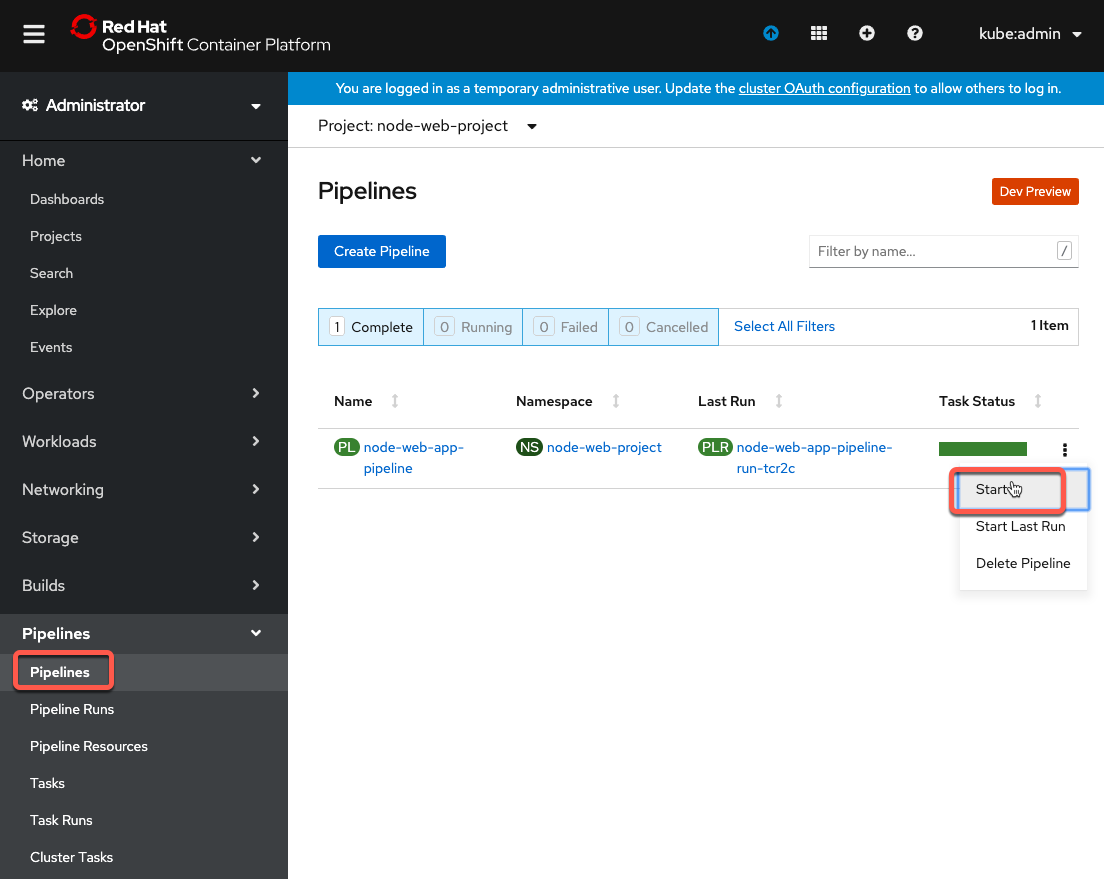 Red Hat
OpenShift Container Platform
kube:admin
Administrator
You are logged in as a temporary administrative user. Update the cluster OAuth configuration to allow others to log in.
Project: node-web-project
Home
Dashboards
Projects
Search
Explore
Events
Operators
Workloads
Networking
Storage
Builds
Pipelines
Pipelines
Pipeline Runs
Pipeline Resources
Tasks
Task Runs
Cluster Tasks
Pipelines
Dev Preview
Create Pipeline
Filter by name...
/
1 Complete
0 Running
0 Failed
0 Cancelled
Select All Filters
1 Item
Name
Namespace
Last Run
Task Status
PL node-web-app-
pipeline
NS node-web-project
PLR node-web-app-pipeline-
run-tcr2c
Start
Start Last Run
Delete Pipeline